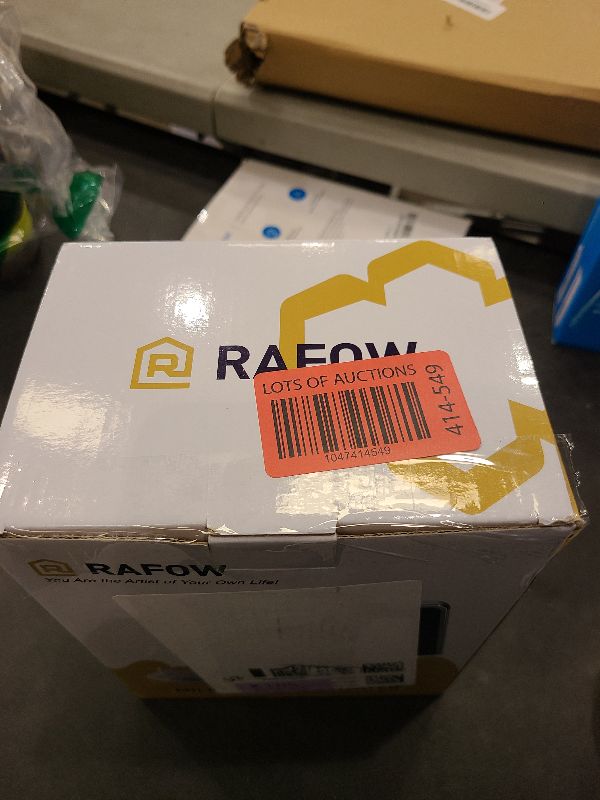 R RAFOW
LOTS OF AUCTIONS
1047414549
414-549
R RAFOW
You Are the Artist of Your Own Life!